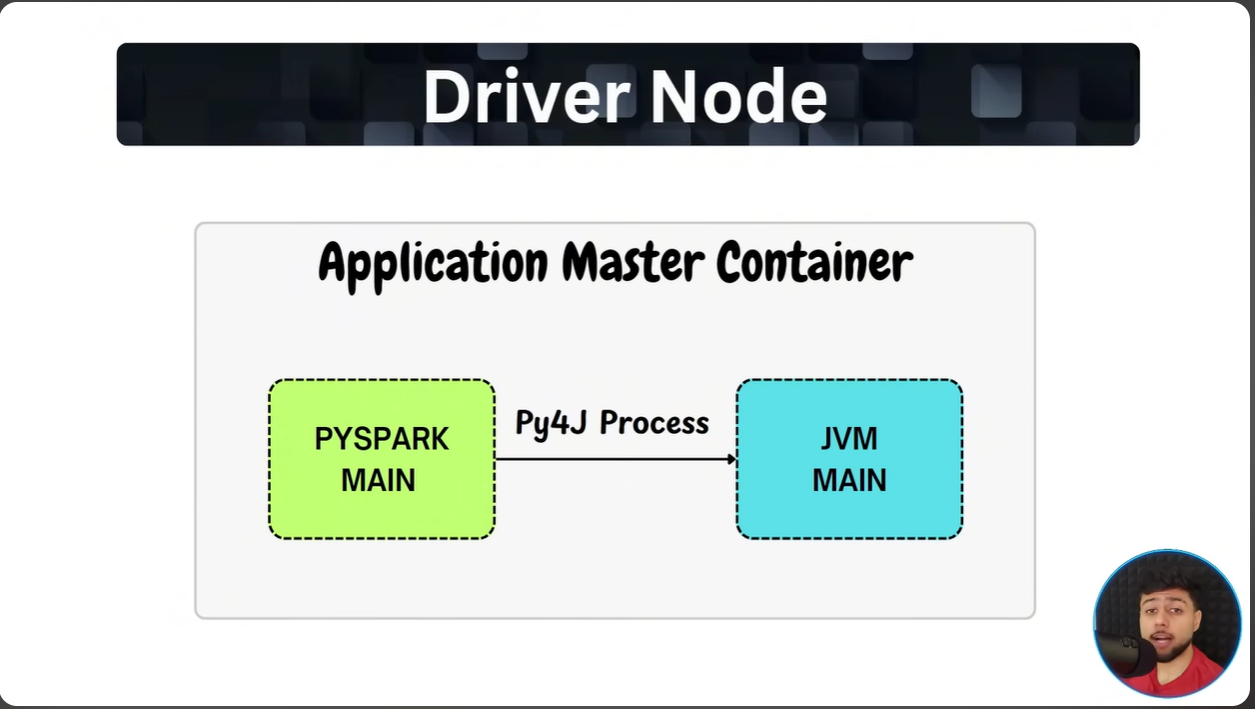 Driver Node
Application Master Container
PYSPARK
MAIN
Py4J Process
JVM
MAIN